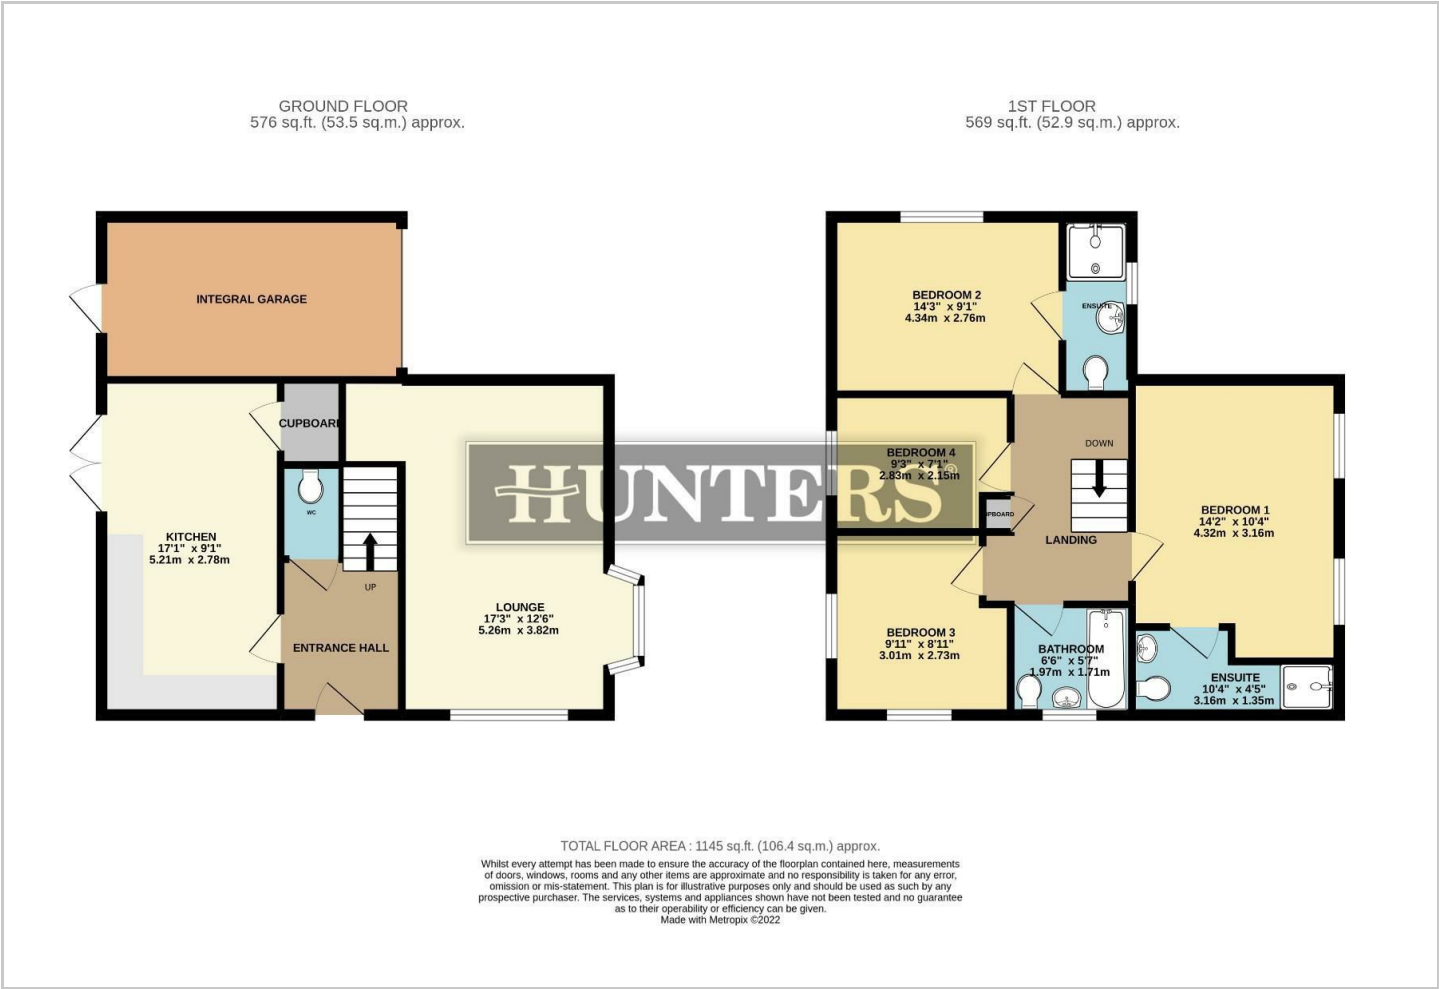 GROUND FLOOR
576 sq.ft. (53.5 sq.m.) approx.
1ST FLOOR
569 sq.ft. (52.9 sq.m.) approx.
INTEGRAL GARAGE
CUPBOARD
WC
KITCHEN
17'1" x 9'1"
5.21m x 2.78m
UP
ENTRANCE HALL
LOUNGE
17'3" x 12'6"
5.26m x 3.82m
HUNTERS®
BEDROOM 2
14'3" x 9'1"
4.34m x 2.76m
ENSUITE
DOWN
BEDROOM 4
9'3" x 7'1"
2.83m x 2.15m
UPBOARD
LANDING
BEDROOM 1
14'2" x 10'4"
4.32m x 3.16m
BEDROOM 3
9'11" x 8'11"
3.01m x 2.73m
BATHROOM
6'6" x 5'7"
1.97m x 1.71m
ENSUITE
10'4" x 4'5"
3.16m x 1.35m
TOTAL FLOOR AREA : 1145 sq.ft. (106.4 sq.m.) approx.
Whilst every attempt has been made to ensure the accuracy of the floorplan contained here, measurements
of doors, windows, rooms and any other items are approximate and no responsibility is taken for any error,
omission or mis-statement. This plan is for illustrative purposes only and should be used as such by any
prospective purchaser. The services, systems and appliances shown have not been tested and no guarantee
as to their operability or efficiency can be given.
Made with Metropix ©2022